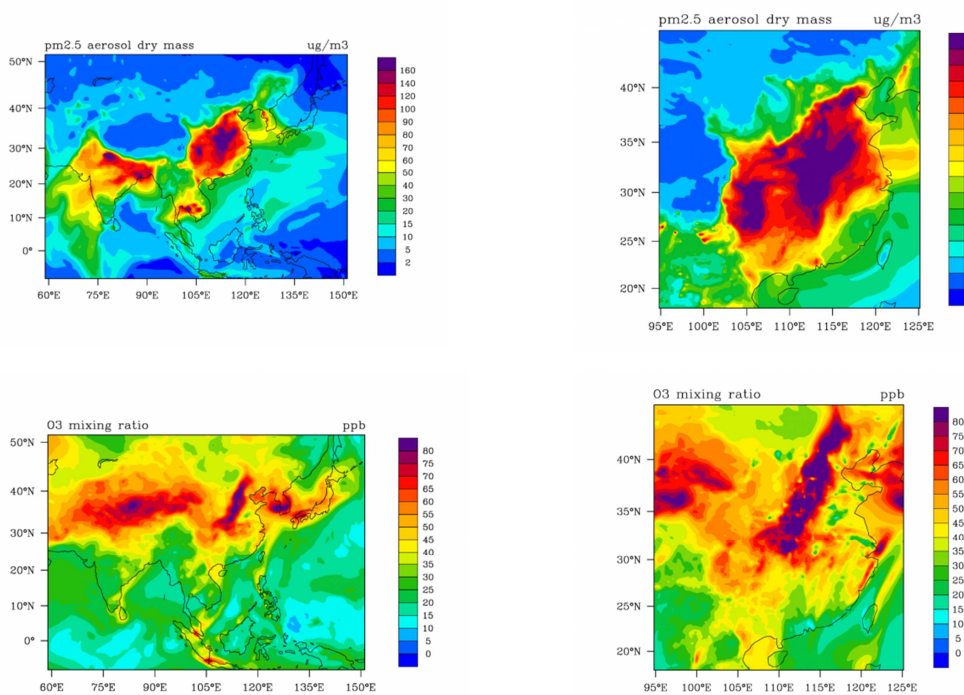 pm2.5 aerosol dry mass ug/m3
50°N
40°N
30°N
20°N
10°N
0°
60°E 75°E 90°E 105°E 120°E 135°E 150°E
160
140
120
100
90
80
70
60
50
40
30
20
15
10
5
2
pm2.5 aerosol dry mass ug/m3
40°N
35°N
30°N
25°N
20°N
95°E 100°E 105°E 110°E 115°E 120°E 125°E
O3 mixing ratio ppb
50°N
40°N
30°N
20°N
10°N
0°
60°E 75°E 90°E 105°E 120°E 135°E 150°E
80
75
70
65
60
55
50
45
40
35
30
25
20
15
10
5
0
O3 mixing ratio ppb
40°N
35°N
30°N
25°N
20°N
95°E 100°E 105°E 110°E 115°E 120°E 125°E
80
75
70
65
60
55
50
45
40
35
30
25
20
15
10
5
0